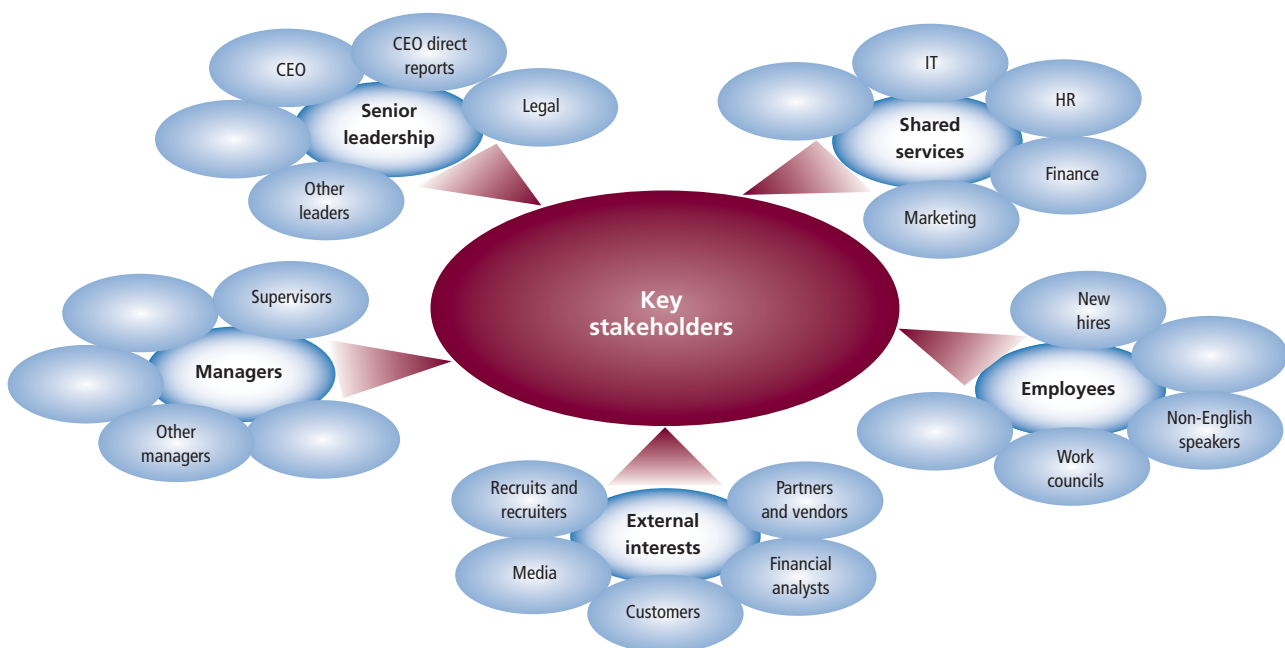 CEO
CEO direct
reports
Legal
Senior
leadership
Other
leaders
IT
HR
Shared
services
Finance
Marketing
Key
stakeholders
Supervisors
Managers
Other
managers
New
hires
Employees
Non-English
speakers
Work
councils
Recruits and
recruiters
Partners
and vendors
External
interests
Media
Financial
analysts
Customers